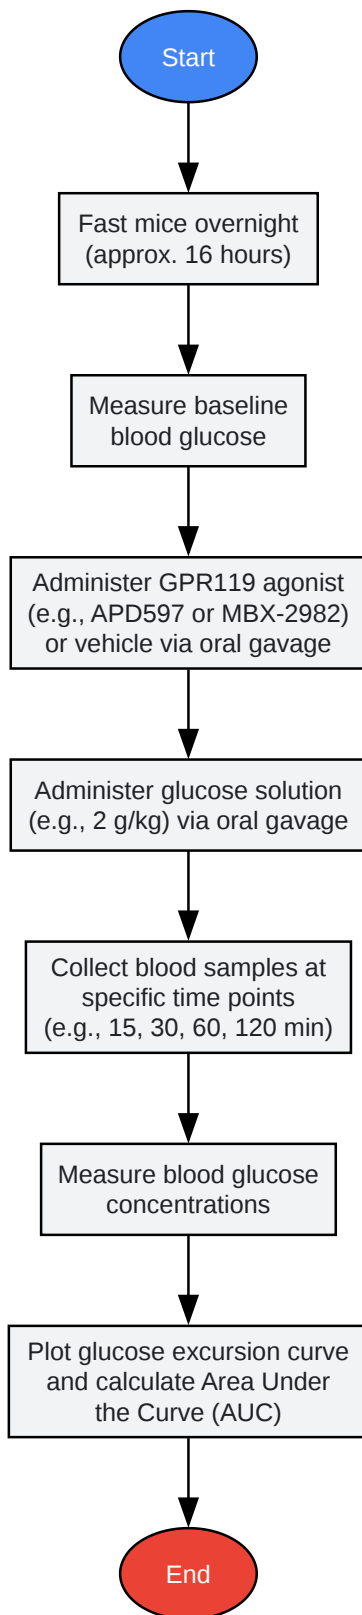 Start
Fast mice overnight
(approx. 16 hours)
Measure baseline
blood glucose
Administer GPR119 agonist
(e.g., APD597 or MBX-2982)
or vehicle via oral gavage
Administer glucose solution
(e.g., 2 g/kg) via oral gavage
Collect blood samples at
specific time points
(e.g., 15, 30, 60, 120 min)
Measure blood glucose
concentrations
Plot glucose excursion curve
and calculate Area Under
the Curve (AUC)
End